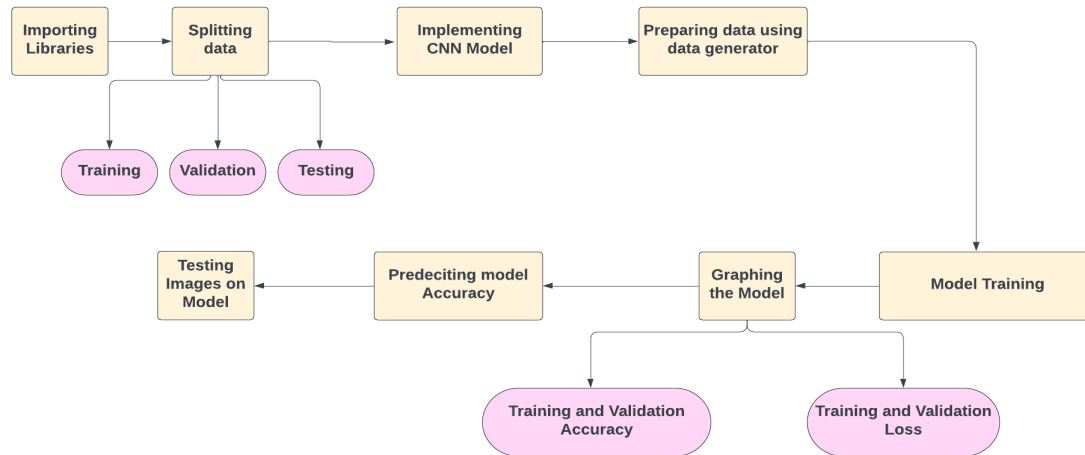 Importing
Libraries
Splitting
data
Implementing
CNN Model
Preparing data using
data generator
Training
Validation
Testing
Testing
Images on
Model
Predeciting model
Accuracy
Graphing
the Model
Model Training
Training and Validation
Accuracy
Training and Validation
Loss